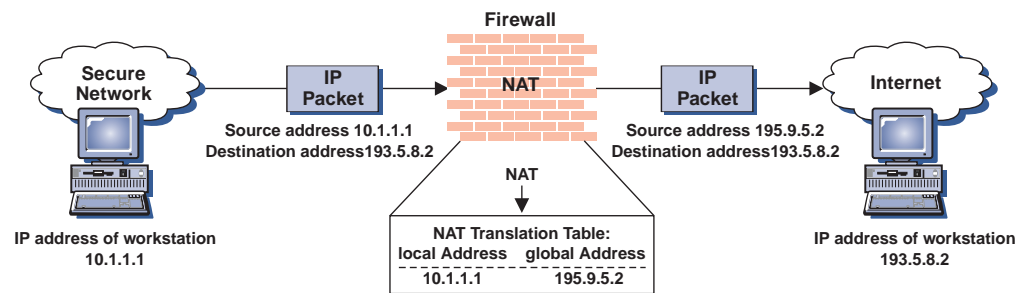 Firewall
Secure
Network
IP
Packet
NAT
IP
Packet
Internet
Source address 10.1.1.1
Destination address193.5.8.2
Source address 195.9.5.2
Destination address193.5.8.2
NAT
IP address of workstation
10.1.1.1
NAT Translation Table:
local Address global Address
10.1.1.1 195.9.5.2
IP address of workstation
193.5.8.2